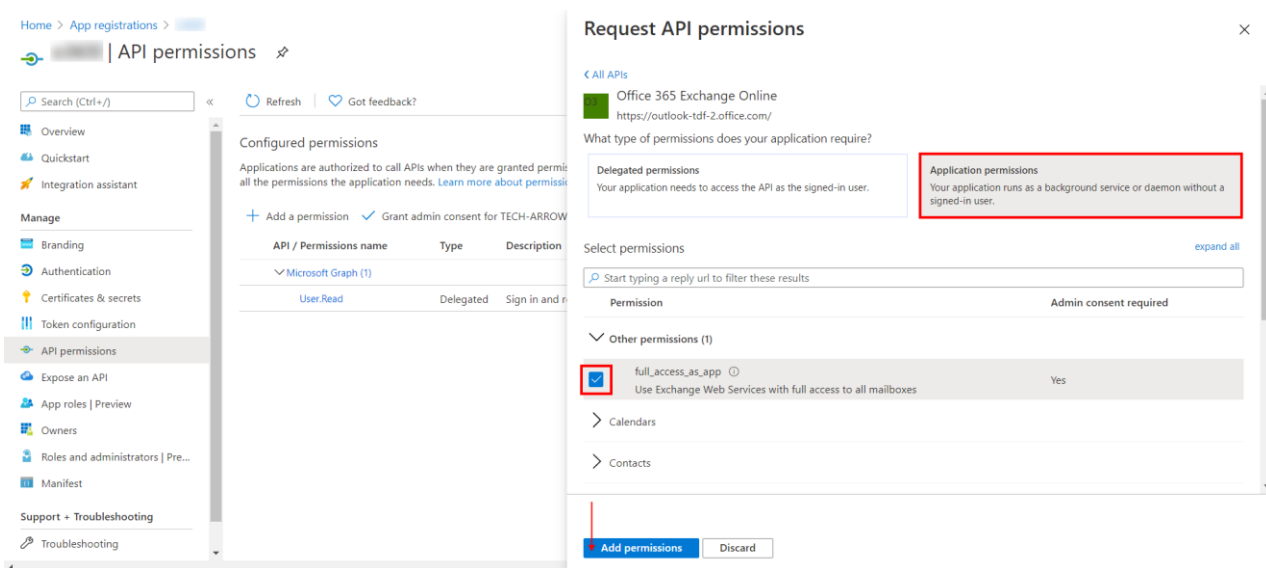 Home > App registrations >
| API permissions
Search (Ctrl+/)
«
Overview
Quickstart
Integration assistant
Manage
Branding
Authentication
Certificates & secrets
Token configuration
API permissions
Expose an API
App roles | Preview
Owners
Roles and administrators | Pre...
Manifest
Support + Troubleshooting
Troubleshooting
Refresh
Got feedback?
Configured permissions
Applications are authorized to call APIs when they are granted permis
all the permissions the application needs. Learn more about permissio
Add a permission
Grant admin consent for TECH-ARROW
API / Permissions name Type Description
Microsoft Graph (1)
User.Read Delegated Sign in and r
Request API permissions
All APIs
Office 365 Exchange Online
https://outlook-tdf-2.office.com/
What type of permissions does your application require?
Delegated permissions
Your application needs to access the API as the signed-in user.
Application permissions
Your application runs as a background service or daemon without a
signed-in user.
Select permissions
expand all
Start typing a reply url to filter these results
Permission Admin consent required
Other permissions (1)
full_access_as_app
Use Exchange Web Services with full access to all mailboxes
Yes
Calendars
Contacts
Add permissions
Discard